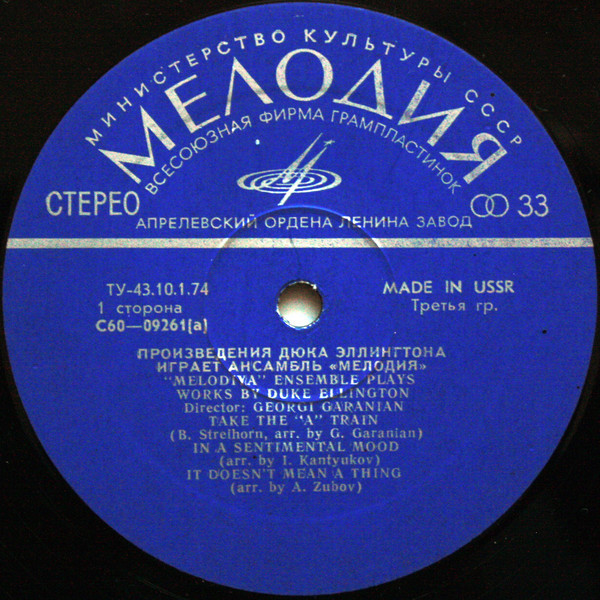 МИНИСТЕРСТВО КУЛЬТУРЫ СССР
МЕЛОДИЯ
ВСЕСОЮЗНАЯ ФИРМА ГРАМПЛАСТИНОК
СТЕРЕО
33
АПРЕЛЕВСКИЙ ОРДЕНА ЛЕНИНА ЗАВОД
ТУ-43.10.1.74
MADE IN USSR
1 сторона
Третья гр.
С60—09261(а)
ПРОИЗВЕДЕНИЯ ДЮКА ЭЛЛИНГТОНА
ИГРАЕТ АНСАМБЛЬ «МЕЛОДИЯ»
"MELODIYA" ENSEMBLE PLAYS
WORKS BY DUKE ELLINGTON
Director: GEORGI GARANIAN
TAKE THE "A" TRAIN
(B. Strelhorn, arr. by G. Garanian)
IN A SENTIMENTAL MOOD
(arr. by I. Kantyukov)
IT DOESN'T MEAN A THING
(arr. by A. Zubov)